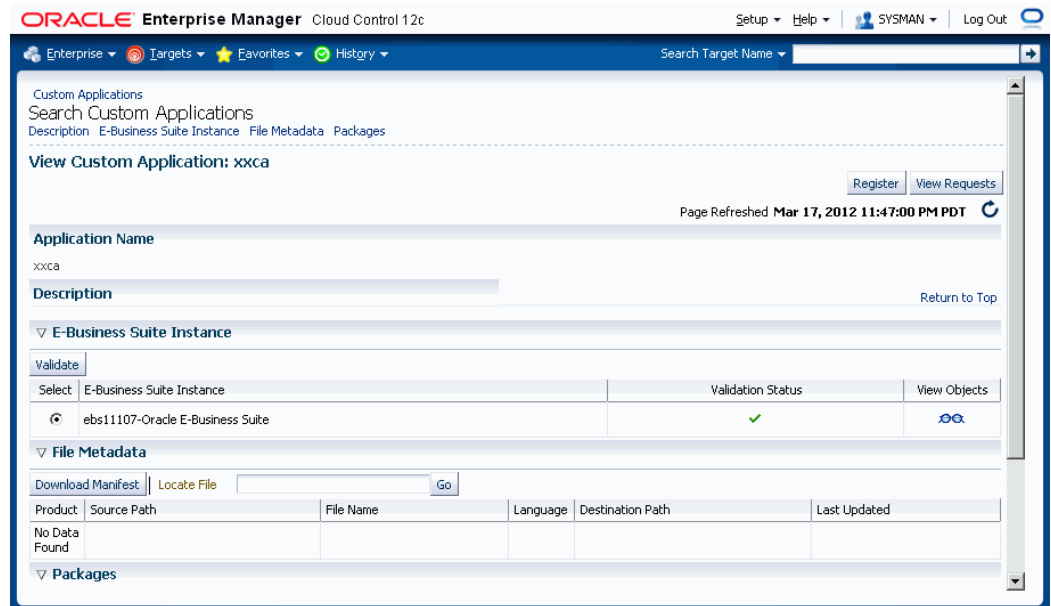 ORACLE Enterprise Manager Cloud Control 12c
Setup Help SYSMAN Log Out
Enterprise Targets Favorites History Search Target Name
Custom Applications
Search Custom Applications
Description E-Business Suite Instance File Metadata Packages
View Custom Application: xxca
Register View Requests
Page Refreshed Mar 17, 2012 11:47:00 PM PDT
Application Name
xxca
Description
Return to Top
E-Business Suite Instance
Validate
Select E-Business Suite Instance Validation Status View Objects
ebs11107-Oracle E-Business Suite
File Metadata
Download Manifest Locate File Go
Product Source Path File Name Language Destination Path Last Updated
No Data
Found
Packages